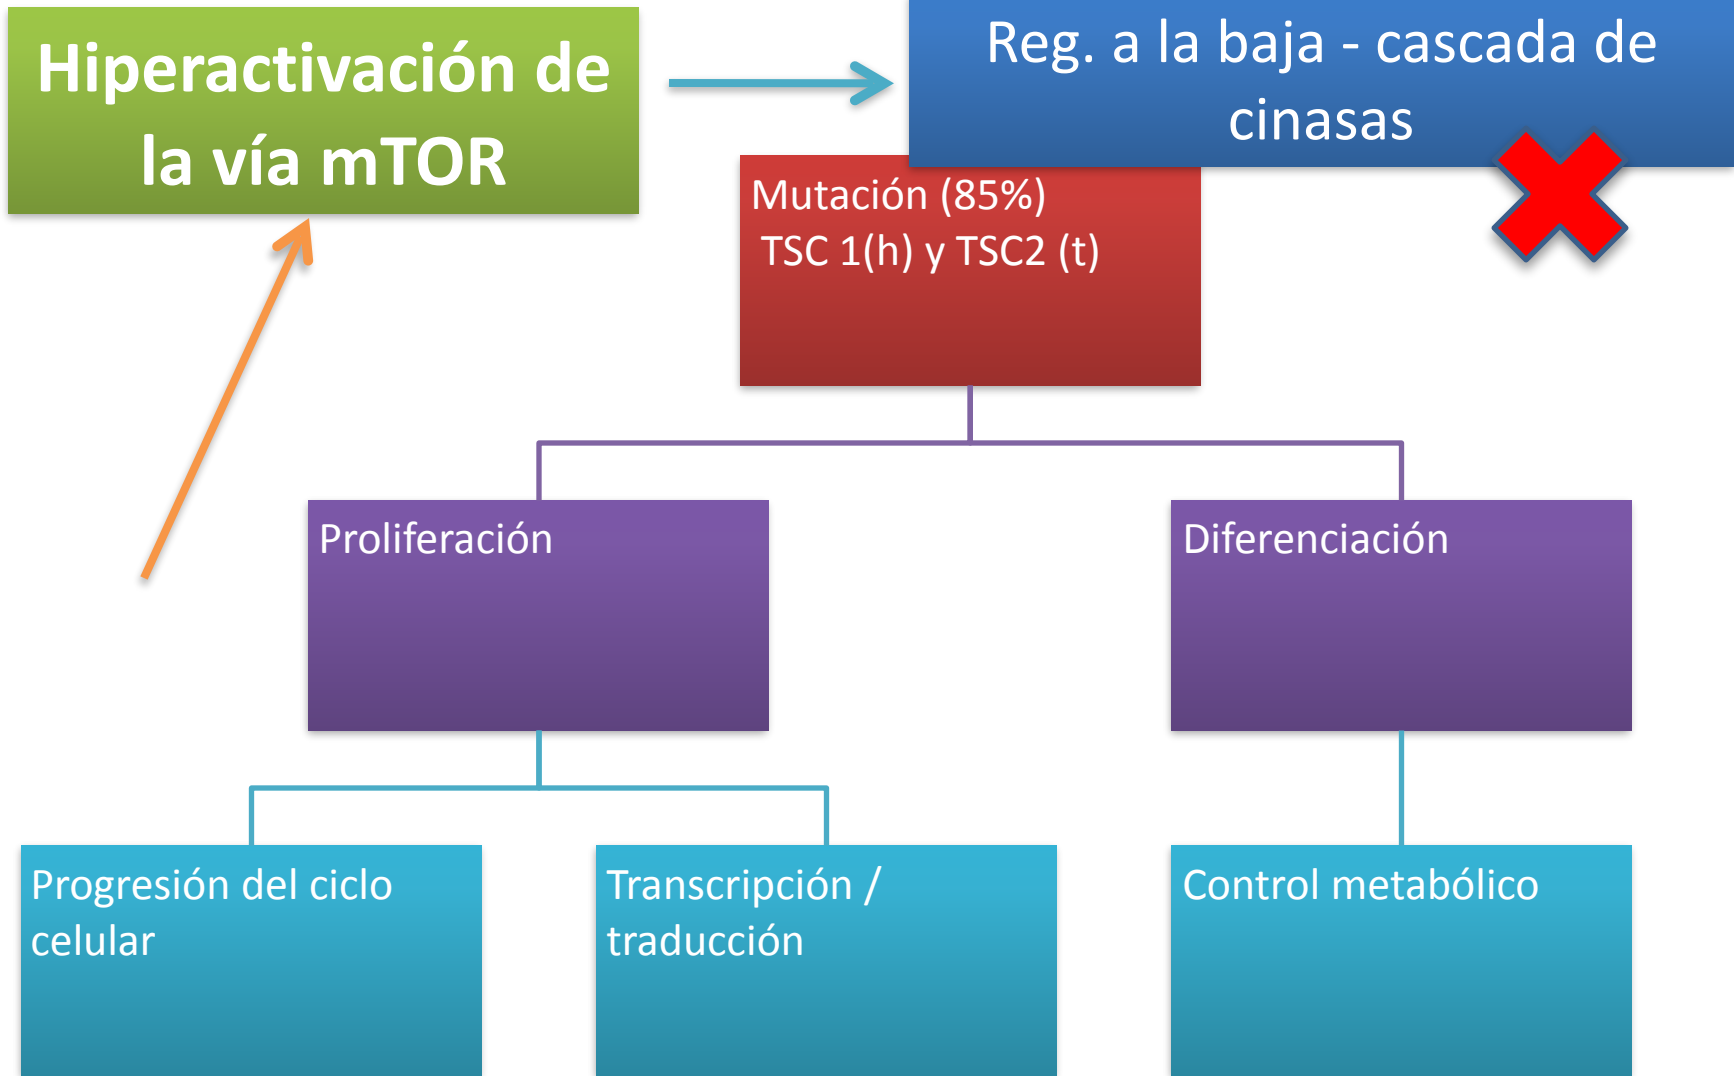 Hiperactivación de
la vía mTOR
Reg. a la baja - cascada de
cinasas
Mutación (85%)
TSC 1(h) y TSC2 (t)
Proliferación
Diferenciación
Progresión del ciclo
celular
Transcripción /
traducción
Control metabólico